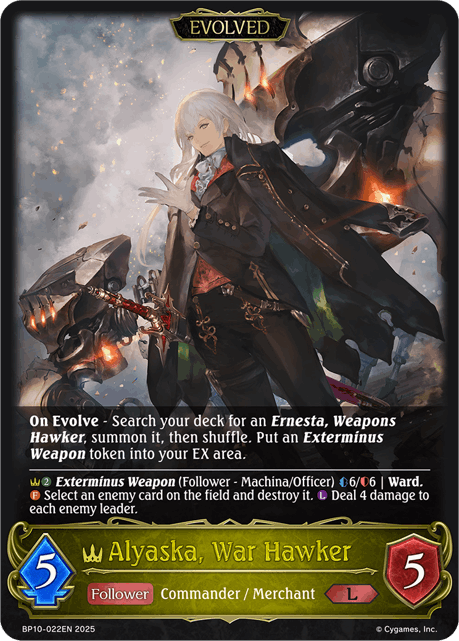 EVOLVED
On Evolve - Search your deck for an Ernesta, Weapons
Hawker, summon it, then shuffle. Put an Exterminus
Weapon token into your EX area.
2 Exterminus Weapon (Follower - Machina/Officer) 6/6 | Ward.
F Select an enemy card on the field and destroy it. L Deal 4 damage to
each enemy leader.
5 Alyaska, War Hawker 5
Follower Commander / Merchant L
BP10-022EN 2025 © Cygames, Inc.